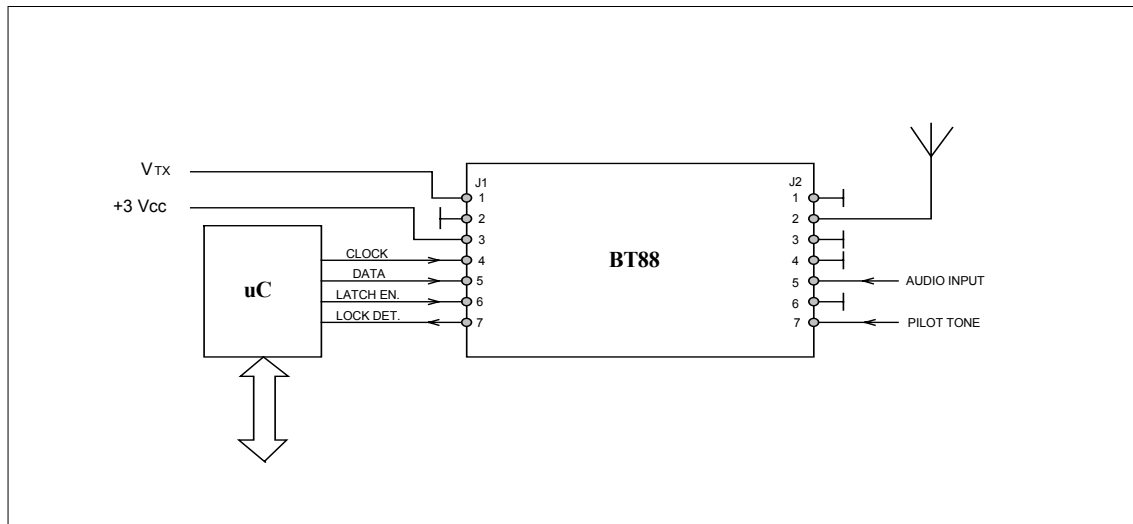 VTX
+3 Vcc
uC
CLOCK
DATA
LATCH EN.
LOCK DET.
J1
1
2
3
4
5
6
7
BT88
J2
1
2
3
4
5
6
7
AUDIO INPUT
PILOT TONE